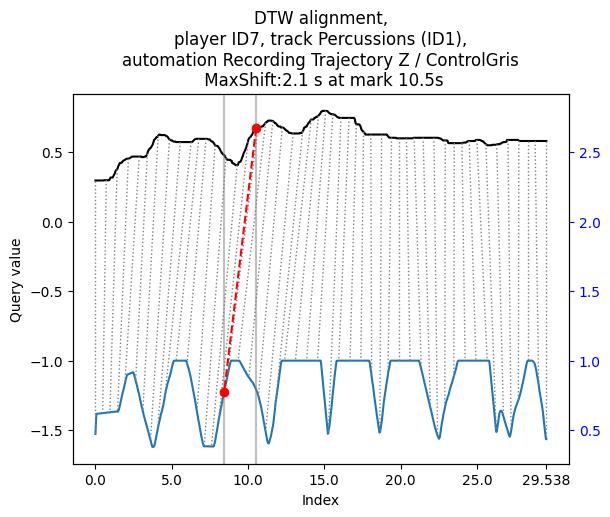 DTW alignment,
player ID7, track Percussions (ID1),
automation Recording Trajectory Z / ControlGris
MaxShift:2.1 s at mark 10.5s
0.5
0.0
−0.5
−1.0
−1.5
Query value
2.5
2.0
1.5
1.0
0.5
0.0 5.0 10.0 15.0 20.0 25.0 29.538
Index